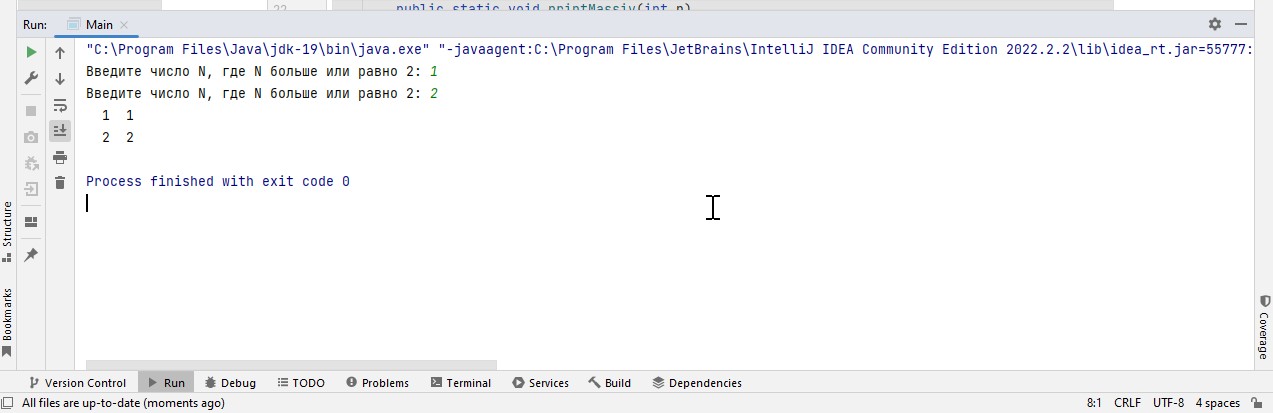 22
public static void printMassiv(int n)
Run: Main
"C:\Program Files\Java\jdk-19\bin\java.exe" "-javaagent:C:\Program Files\JetBrains\IntelliJ IDEA Community Edition 2022.2.2\lib\idea_rt.jar=55777:
Введите число N, где N больше или равно 2: 1
Введите число N, где N больше или равно 2: 2
1 1
2 2
Process finished with exit code 0
Structure
Bookmarks
Coverage
Version Control Run Debug TODO Problems Terminal Services Build Dependencies
All files are up-to-date (moments ago) 8:1 CRLF UTF-8 4 spaces